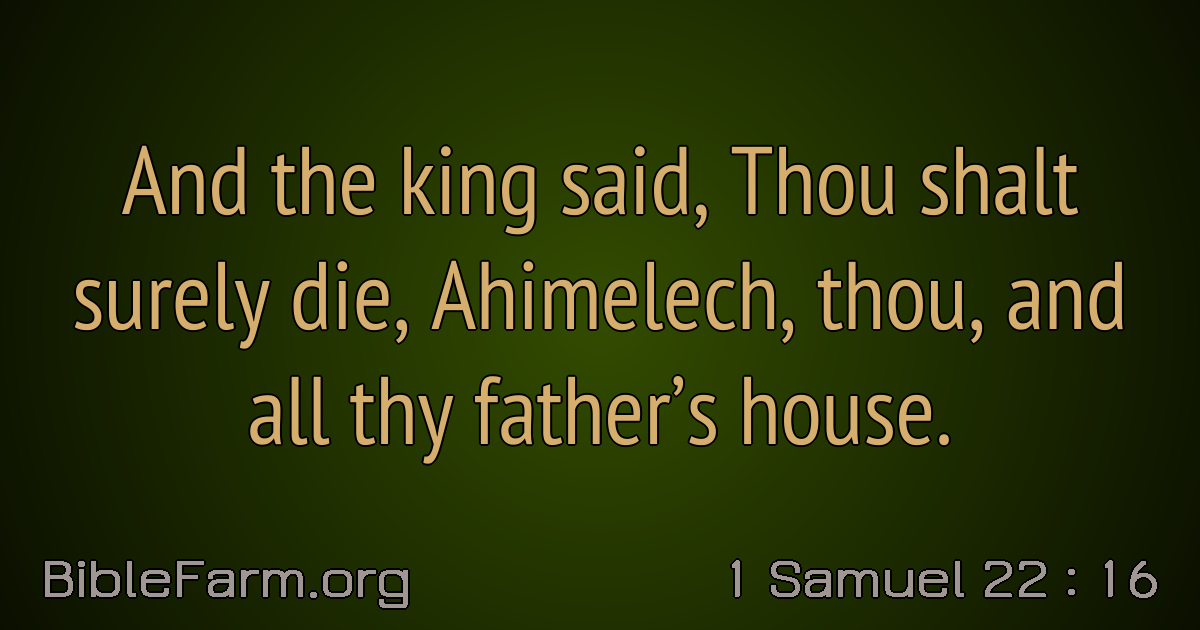 And the king said, Thou shalt
surely die, Ahimelech, thou, and
all thy father’s house.
BibleFarm.org
1 Samuel 22 : 16